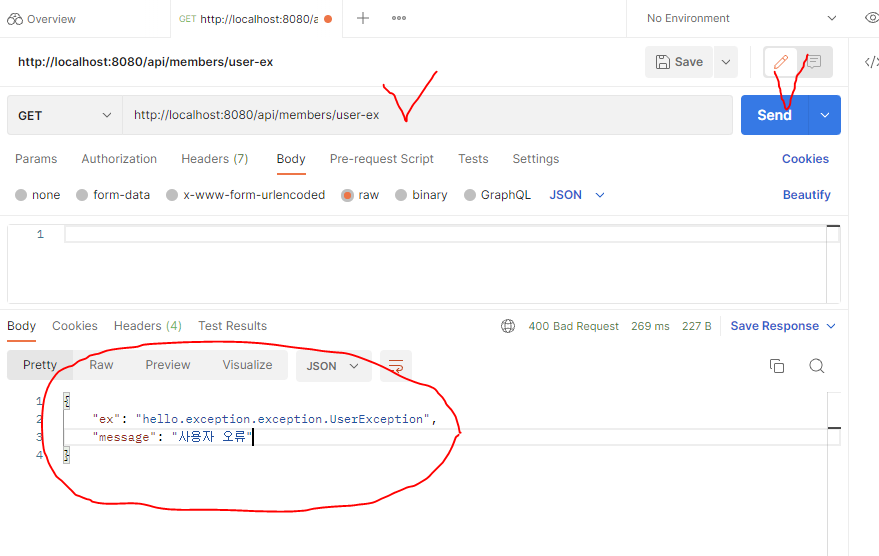 Overview
GET http://localhost:8080/a
No Environment
http://localhost:8080/api/members/user-ex
Save
GET
http://localhost:8080/api/members/user-ex
Send
Params Authorization Headers (7) Body Pre-request Script Tests Settings Cookies
none form-data x-www-form-urlencoded raw binary GraphQL JSON Beautify
1
Body Cookies Headers (4) Test Results 400 Bad Request 269 ms 227 B Save Response
Pretty Raw Preview Visualize JSON
1 {
2 "ex": "hello.exception.exception.UserException",
3 "message": "사용자 오류"
4 }